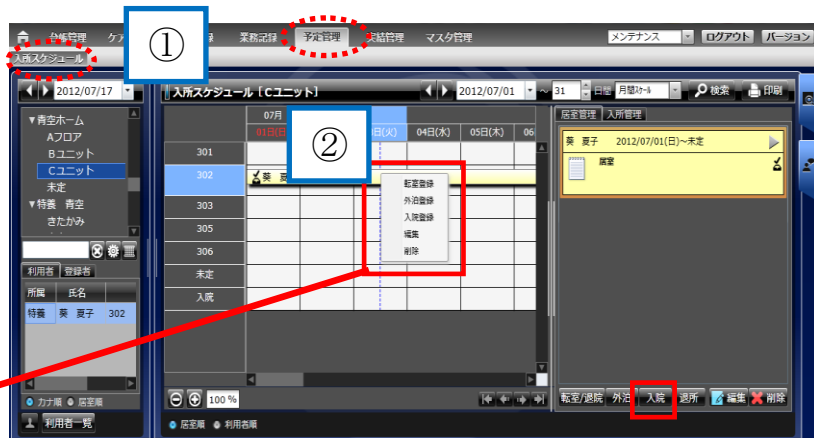 ①
台帳管理 ケア 録 業務記録 予定管理 実績管理 マスタ管理 メンテナンス ログアウト バージョン
入所スケジュール
2012/07/17
入所スケジュール [Cユニット] 2012/07/01 ～ 31 日間 月間スケール 検索 印刷
▼青空ホーム
Aフロア
Bユニット
Cユニット
未定
▼特養 青空
きたかみ
利用者 登録者
所属 氏名
特養 葵 夏子 302
カナ順 居室順
利用者一覧
07月
01日(日) ② 日(火) 04日(水) 05日(木) 06
301
302 葵 夏
303
305
306
未定
入院
転室登録
外泊登録
入院登録
編集
削除
100 %
居室順 利用者順
居室管理 入所管理
葵 夏子 2012/07/01(日)～未定
居室
転室/退院 外泊 入院 退所 編集 削除